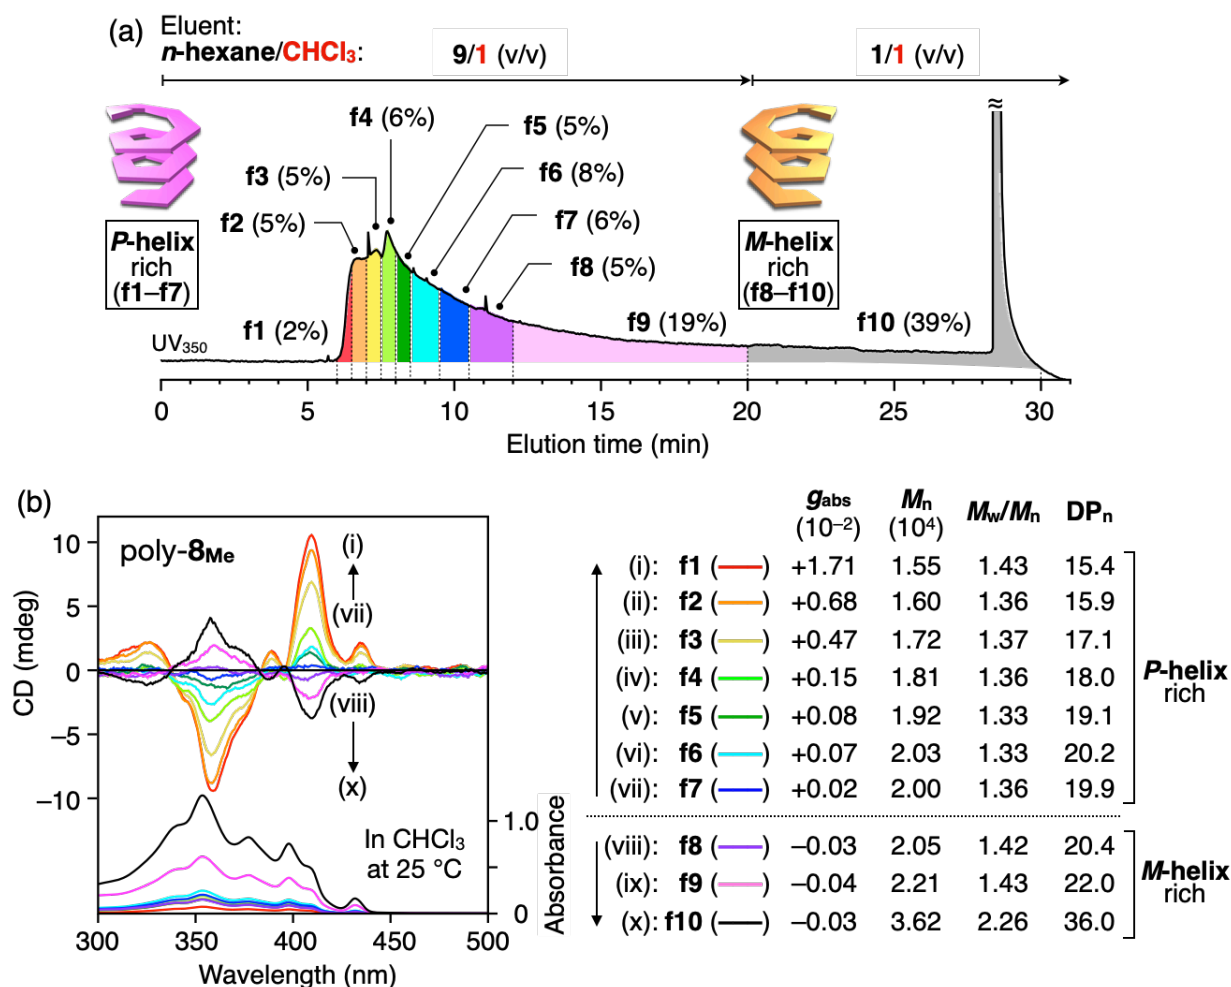 (a) Eluent:
n-hexane/CHCl₃: 9/1 (v/v) 1/1 (v/v)
f4 (6%)
f5 (5%)
f3 (5%)
f6 (8%)
f2 (5%)
f7 (6%)
f8 (5%)
P-helix
rich
(f1–f7)
M-helix
rich
(f8–f10)
≈
f1 (2%)
f9 (19%)
f10 (39%)
UV₃₅₀
0 5 10 15 20 25 30
Elution time (min)
(b)
poly-8Me
(i)
(vii)
(viii)
(x)
10
5
0
−5
−10
CD (mdeg)
In CHCl₃
at 25 °C
1.0
0
Absorbance
300 350 400 450 500
Wavelength (nm)
gabs Mn Mw/Mn DPn
(10⁻²) (10⁴)
(i): f1 (—) +1.71 1.55 1.43 15.4
(ii): f2 (—) +0.68 1.60 1.36 15.9
(iii): f3 (—) +0.47 1.72 1.37 17.1
(iv): f4 (—) +0.15 1.81 1.36 18.0
(v): f5 (—) +0.08 1.92 1.33 19.1
(vi): f6 (—) +0.07 2.03 1.33 20.2
(vii): f7 (—) +0.02 2.00 1.36 19.9
P-helix
rich
(viii): f8 (—) −0.03 2.05 1.42 20.4
(ix): f9 (—) −0.04 2.21 1.43 22.0
(x): f10 (—) −0.03 3.62 2.26 36.0
M-helix
rich